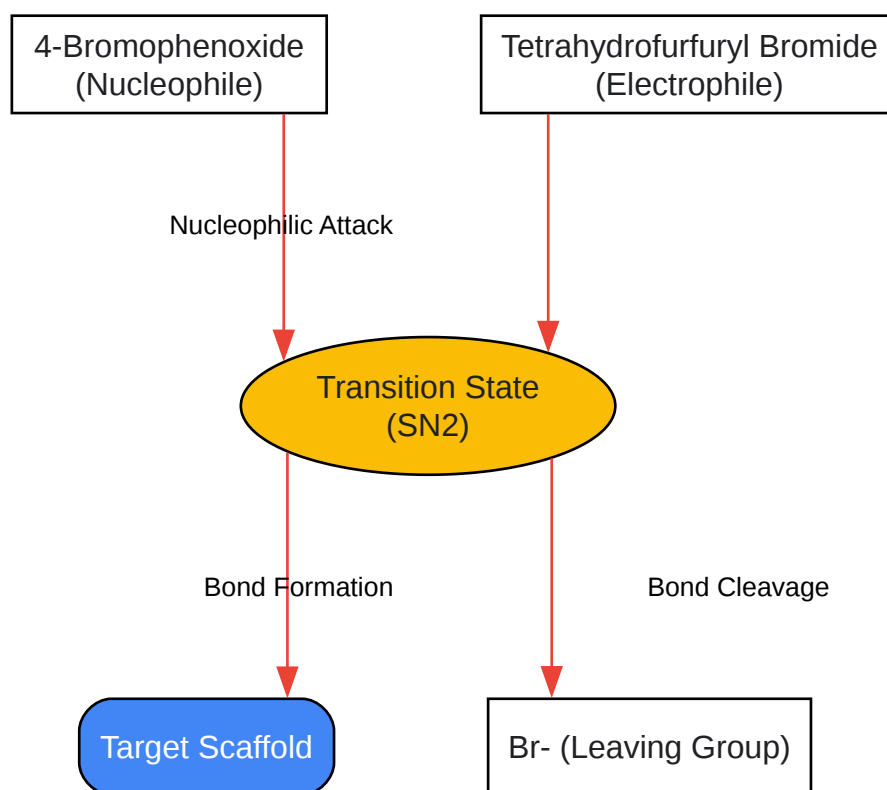 4-Bromophenoxide
(Nucleophile)
Tetrahydrofurfuryl Bromide
(Electrophile)
Nucleophilic Attack
Transition State
(SN2)
Bond Formation
Bond Cleavage
Target Scaffold
Br- (Leaving Group)